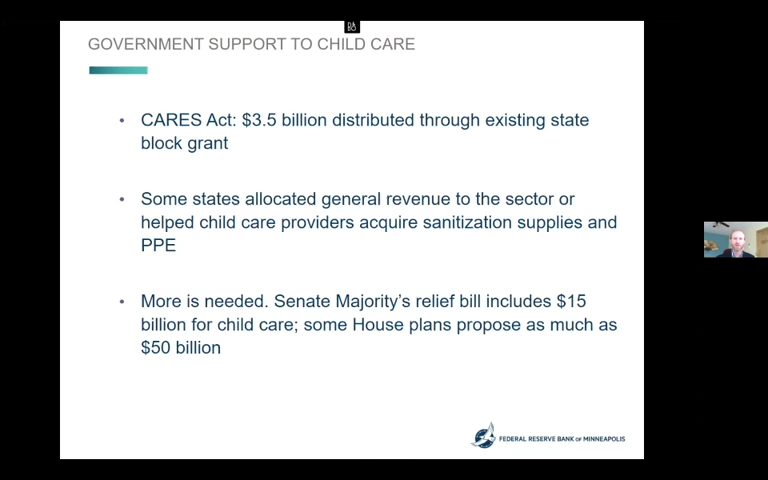 GOVERNMENT SUPPORT TO CHILD CARE
• CARES Act: $3.5 billion distributed through existing state
block grant
• Some states allocated general revenue to the sector or
helped child care providers acquire sanitization supplies and
PPE
• More is needed. Senate Majority's relief bill includes $15
billion for child care; some House plans propose as much as
$50 billion
FEDERAL RESERVE BANK OF MINNEAPOLIS